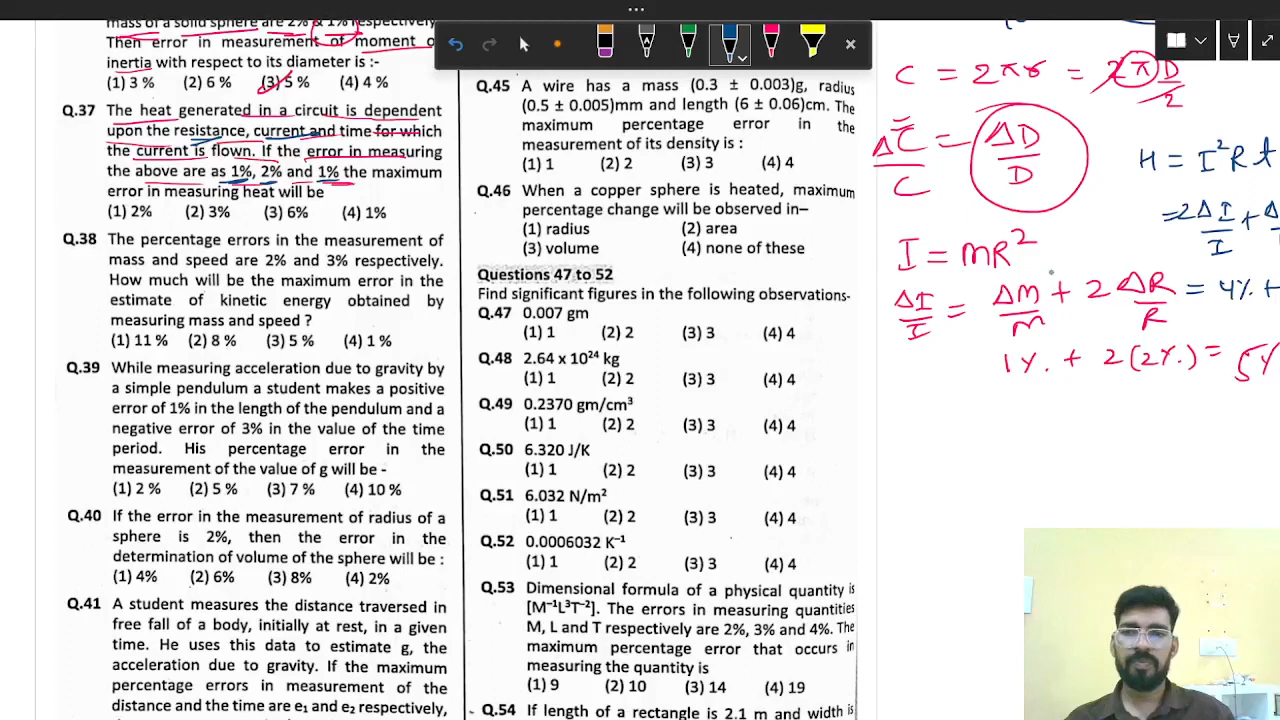 mass of a solid sphere are 2% & 1% respectively
Then error in measurement of moment o
inertia with respect to its diameter is :-
(1) 3 % (2) 6 % (3) 5 % (4) 4 %
Q.37 The heat generated in a circuit is dependent
upon the resistance, current and time for which
the current is flown. If the error in measuring
the above are as 1%, 2% and 1% the maximum
error in measuring heat will be
(1) 2% (2) 3% (3) 6% (4) 1%
Q.38 The percentage errors in the measurement of
mass and speed are 2% and 3% respectively.
How much will be the maximum error in the
estimate of kinetic energy obtained by
measuring mass and speed ?
(1) 11 % (2) 8 % (3) 5 % (4) 1 %
Q.39 While measuring acceleration due to gravity by
a simple pendulum a student makes a positive
error of 1% in the length of the pendulum and a
negative error of 3% in the value of the time
period. His percentage error in the
measurement of the value of g will be -
(1) 2 % (2) 5 % (3) 7 % (4) 10 %
Q.40 If the error in the measurement of radius of a
sphere is 2%, then the error in the
determination of volume of the sphere will be :
(1) 4% (2) 6% (3) 8% (4) 2%
Q.41 A student measures the distance traversed in
free fall of a body, initially at rest, in a given
time. He uses this data to estimate g, the
acceleration due to gravity. If the maximum
percentage errors in measurement of the
distance and the time are e₁ and e₂ respectively,
Q.45 A wire has a mass (0.3 ± 0.003)g, radius
(0.5 ± 0.005)mm and length (6 ± 0.06)cm. The
maximum percentage error in the
measurement of its density is :
(1) 1 (2) 2 (3) 3 (4) 4
Q.46 When a copper sphere is heated, maximum
percentage change will be observed in–
(1) radius (2) area
(3) volume (4) none of these
Questions 47 to 52
Find significant figures in the following observations-
Q.47 0.007 gm
(1) 1 (2) 2 (3) 3 (4) 4
Q.48 2.64 x 10²⁴ kg
(1) 1 (2) 2 (3) 3 (4) 4
Q.49 0.2370 gm/cm³
(1) 1 (2) 2 (3) 3 (4) 4
Q.50 6.320 J/K
(1) 1 (2) 2 (3) 3 (4) 4
Q.51 6.032 N/m²
(1) 1 (2) 2 (3) 3 (4) 4
Q.52 0.0006032 K⁻¹
(1) 1 (2) 2 (3) 3 (4) 4
Q.53 Dimensional formula of a physical quantity is
[M⁻¹L³T⁻²]. The errors in measuring quantities
M, L and T respectively are 2%, 3% and 4%. The
maximum percentage error that occurs in
measuring the quantity is
(1) 9 (2) 10 (3) 14 (4) 19
Q.54 If length of a rectangle is 2.1 m and width is
C = 2πr = 2π D/2
ΔC/C = ΔD/D
I = MR²
ΔI/I = ΔM/M + 2 ΔR/R
1%. + 2(2%.) = 5%
H = I²Rt
= 2ΔI/I +
= 4% +